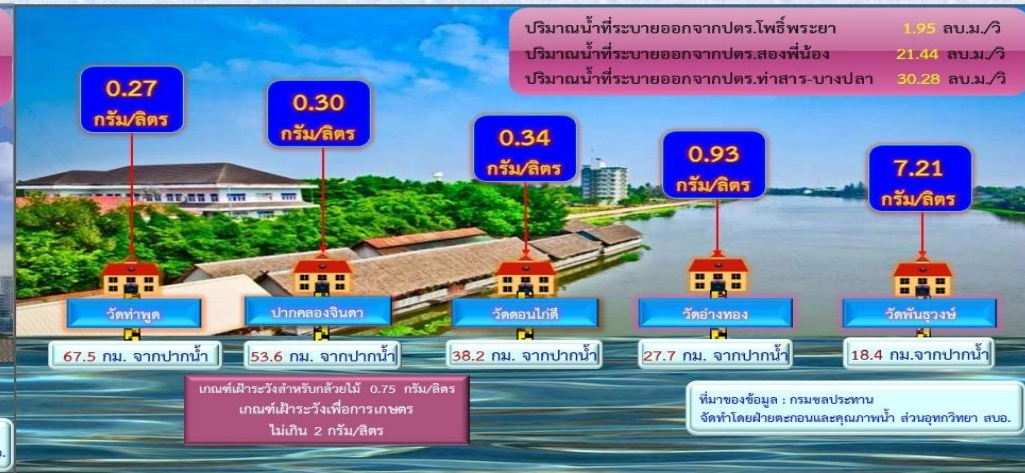 ปริมาณน้ำที่ระบายออกจากปตร.โพธิ์พระยา 1.95 ลบ.ม./วิ
ปริมาณน้ำที่ระบายออกจากปตร.สองพี่น้อง 21.44 ลบ.ม./วิ
ปริมาณน้ำที่ระบายออกจากปตร.ท่าสาร-บางปลา 30.28 ลบ.ม./วิ
0.27
กรัม/ลิตร
0.30
กรัม/ลิตร
0.34
กรัม/ลิตร
0.93
กรัม/ลิตร
7.21
กรัม/ลิตร
วัดท่าพูด
ปากคลองจินดา
วัดดอนไก่ดี
วัดอ่างทอง
วัดพันธุวงษ์
67.5 กม. จากปากน้ำ
53.6 กม. จากปากน้ำ
38.2 กม. จากปากน้ำ
27.7 กม. จากปากน้ำ
18.4 กม.จากปากน้ำ
เกณฑ์เฝ้าระวังสำหรับกล้วยไม้ 0.75 กรัม/ลิตร
เกณฑ์เฝ้าระวังเพื่อการเกษตร
ไม่เกิน 2 กรัม/ลิตร
ที่มาของข้อมูล : กรมชลประทาน
จัดทำโดยฝ่ายตะกอนและคุณภาพน้ำ ส่วนอุทกวิทยา สบอ.